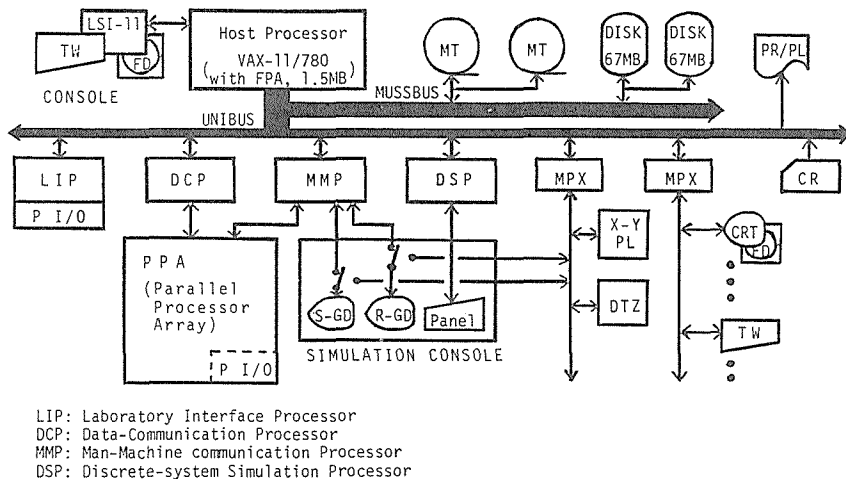 LSI-11
TW
FD
CONSOLE
Host Processor
VAX-11/780
(with FPA, 1.5MB)
MT
MT
DISK
67MB
DISK
67MB
PR/PL
MUSSBUS
UNIBUS
LIP
P I/O
DCP
MMP
DSP
MPX
MPX
CR
PPA
(Parallel
Processor
Array)
P I/O
S-GD
R-GD
Panel
SIMULATION CONSOLE
X-Y
PL
DTZ
CRT
FD
TW
LIP: Laboratory Interface Processor
DCP: Data-Communication Processor
MMP: Man-Machine communication Processor
DSP: Discrete-system Simulation Processor